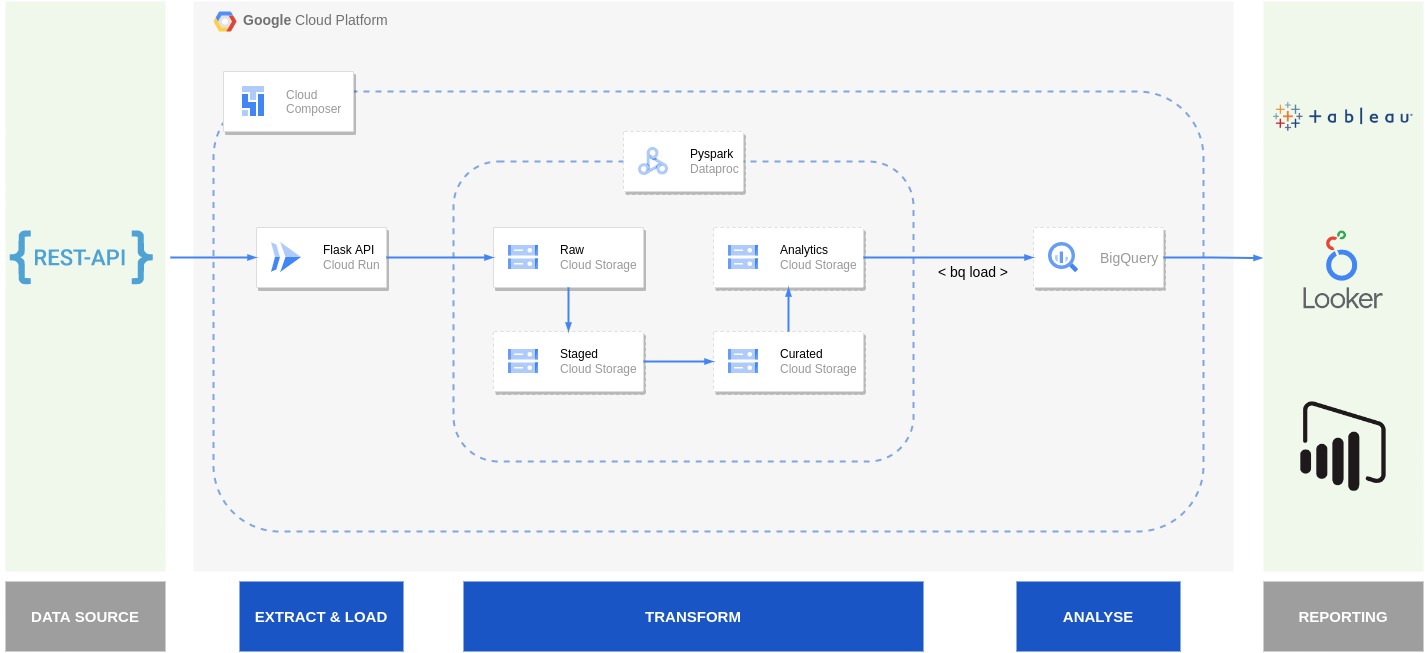 Google Cloud Platform
Cloud
Composer
Pyspark
Dataproc
{REST-API}
Flask API
Cloud Run
Raw
Cloud Storage
Analytics
Cloud Storage
< bq load >
BigQuery
Staged
Cloud Storage
Curated
Cloud Storage
+ableau
Looker
DATA SOURCE
EXTRACT & LOAD
TRANSFORM
ANALYSE
REPORTING